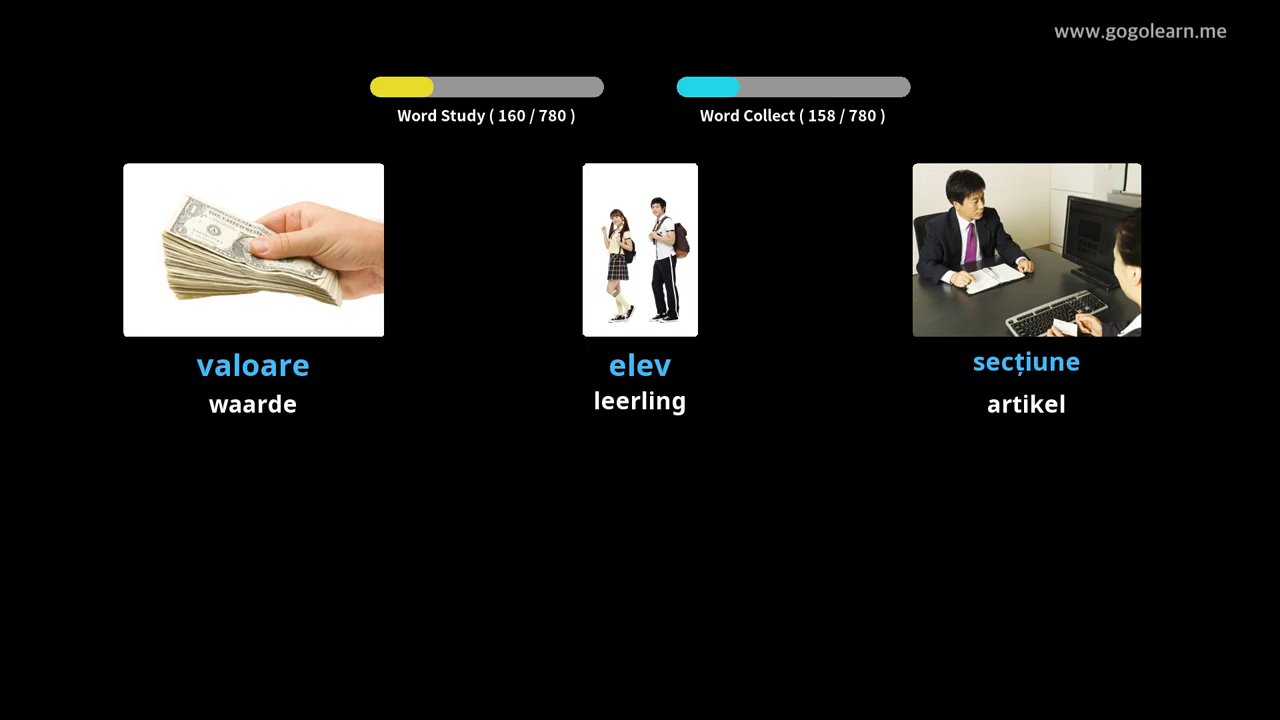 www.gogolearn.me
Word Study ( 160 / 780 )
Word Collect ( 158 / 780 )
valoare
waarde
elev
leerling
secțiune
artikel